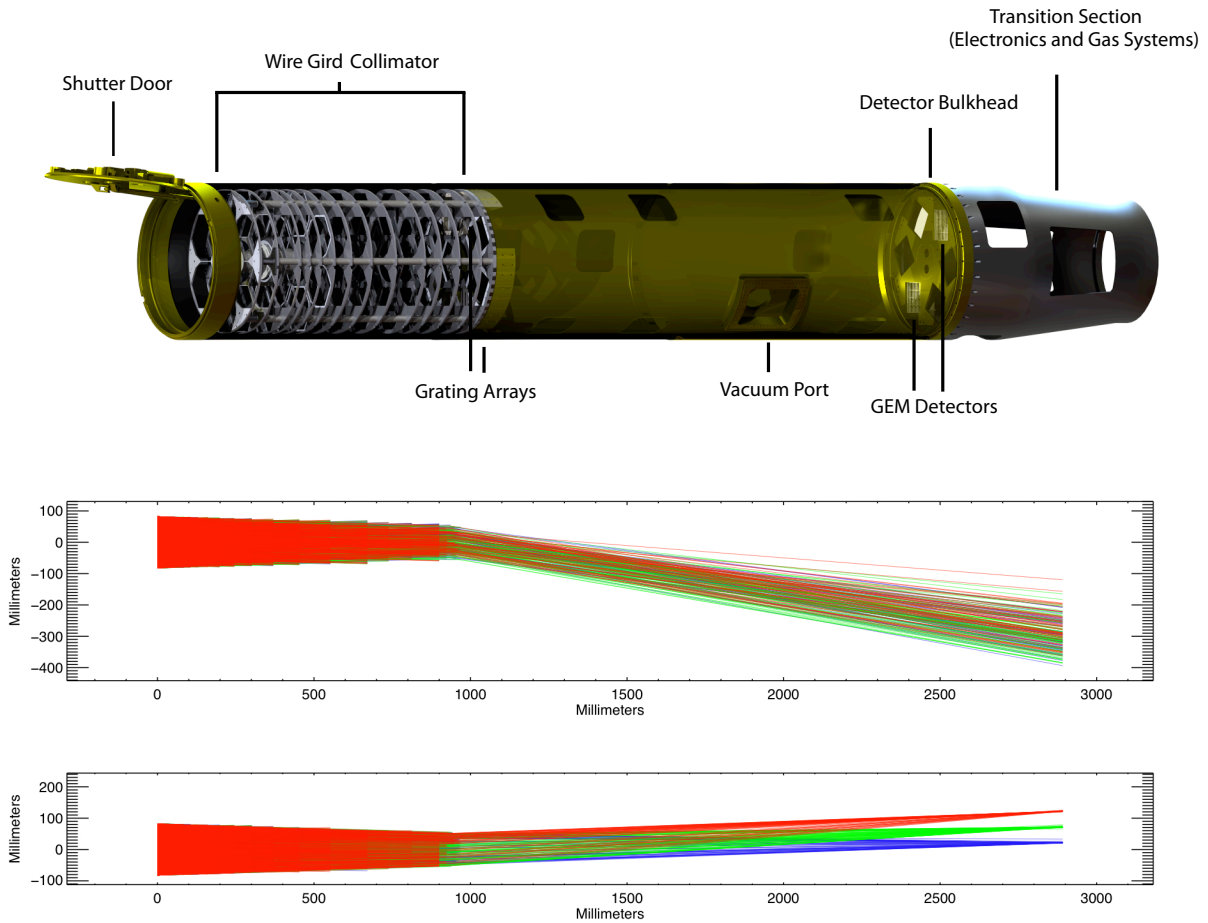 Transition Section
(Electronics and Gas Systems)
Wire Gird Collimator
Shutter Door
Detector Bulkhead
Grating Arrays
Vacuum Port
GEM Detectors
100
0
−100
−200
−300
−400
Millimeters
0 500 1000 1500 2000 2500 3000
Millimeters
200
100
0
−100
Millimeters
0 500 1000 1500 2000 2500 3000
Millimeters